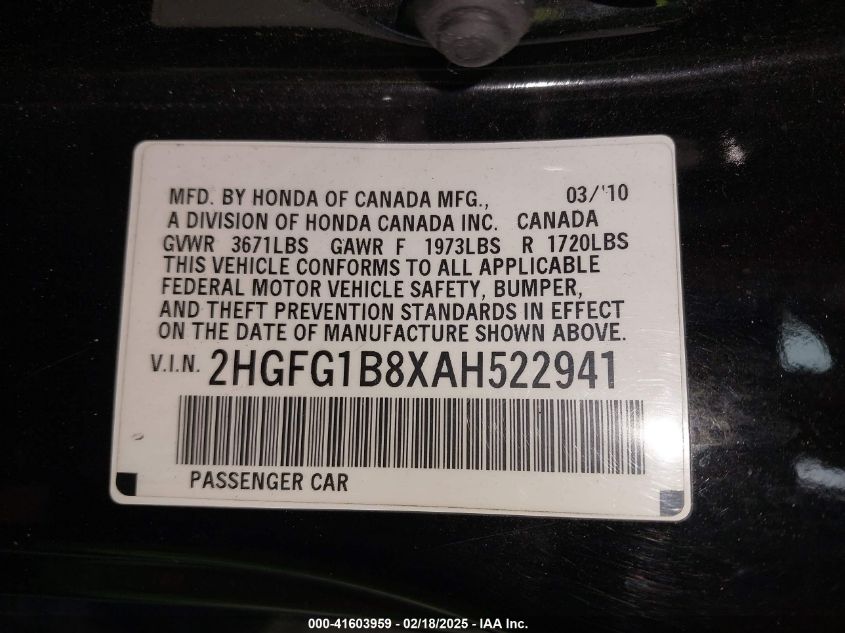 MFD. BY HONDA OF CANADA MFG., 03/'10
A DIVISION OF HONDA CANADA INC. CANADA
GVWR 3671LBS GAWR F 1973LBS R 1720LBS
THIS VEHICLE CONFORMS TO ALL APPLICABLE
FEDERAL MOTOR VEHICLE SAFETY, BUMPER,
AND THEFT PREVENTION STANDARDS IN EFFECT
ON THE DATE OF MANUFACTURE SHOWN ABOVE.
V.I.N. 2HGFG1B8XAH522941
PASSENGER CAR
000-41603959 - 02/18/2025 - IAA Inc.